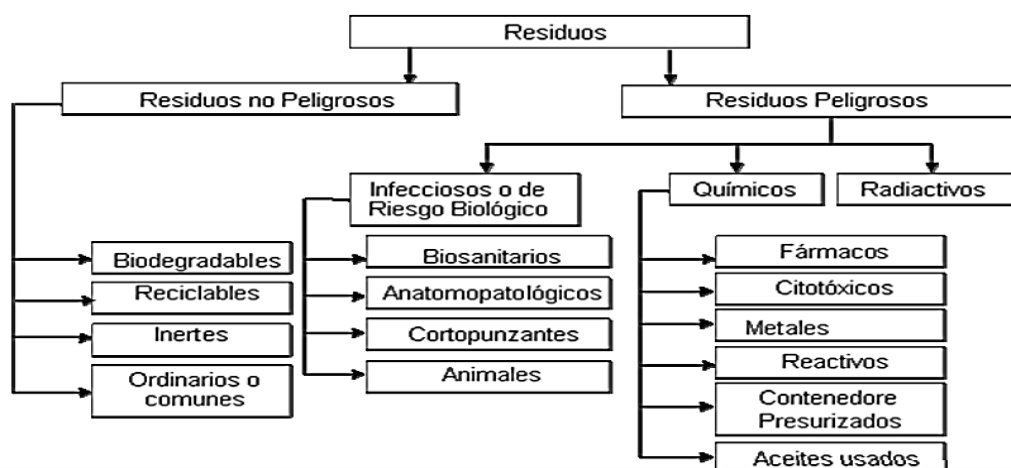 Residuos
Residuos no Peligrosos
Residuos Peligrosos
Infecciosos o de
Riesgo Biológico
Químicos
Radiactivos
Biodegradables
Reciclables
Inertes
Ordinarios o
comunes
Biosanitarios
Anatomopatológicos
Cortopunzantes
Animales
Fármacos
Citotóxicos
Metales
Reactivos
Contenedore
Presurizados
Aceites usados